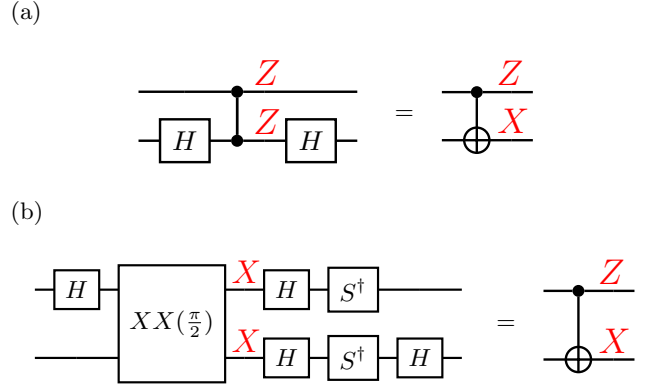 (a)
Z Z
H Z H = X
(b)
X Z
H XX(π/2) H S† =
X H S† H X